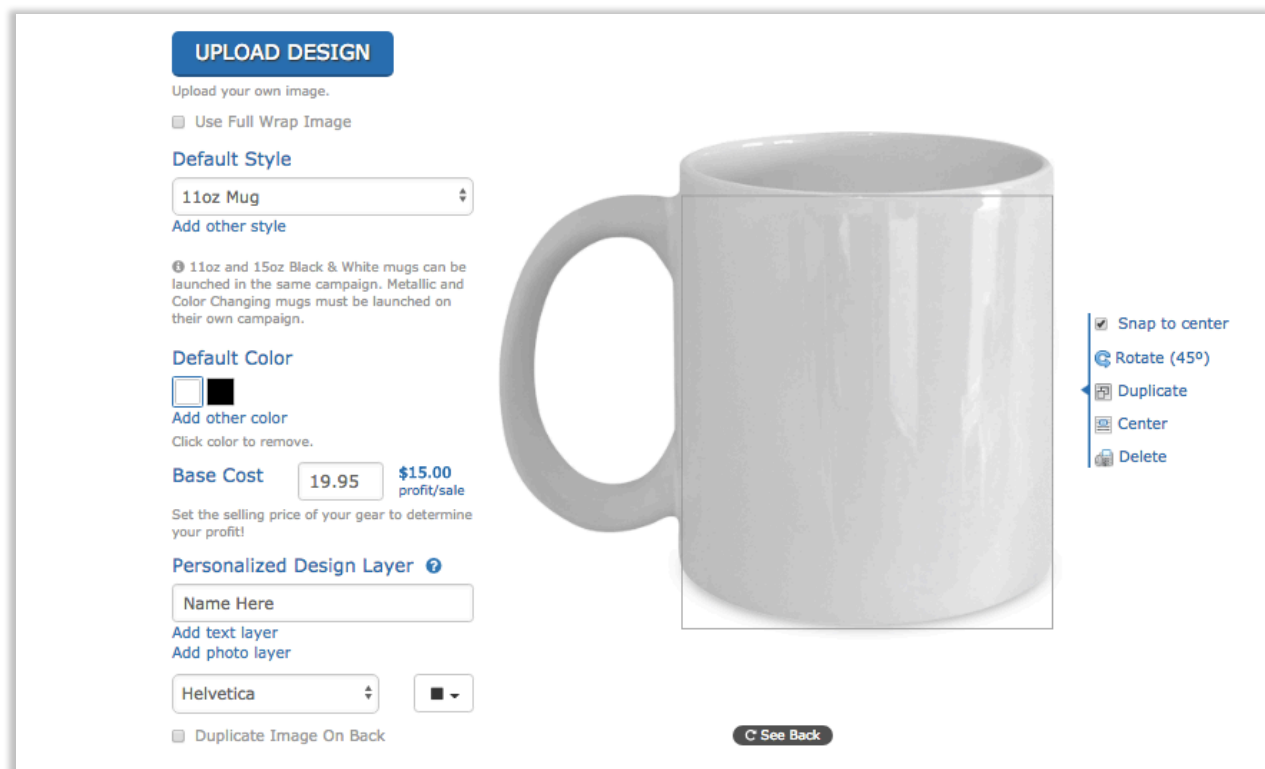 UPLOAD DESIGN
Upload your own image.
Use Full Wrap Image
Default Style
11oz Mug
Add other style
11oz and 15oz Black & White mugs can be
launched in the same campaign. Metallic and
Color Changing mugs must be launched on
their own campaign.
Default Color
Add other color
Click color to remove.
Base Cost 19.95 $15.00
profit/sale
Set the selling price of your gear to determine
your profit!
Personalized Design Layer
Name Here
Add text layer
Add photo layer
Helvetica
Duplicate Image On Back
Snap to center
Rotate (45º)
Duplicate
Center
Delete
See Back